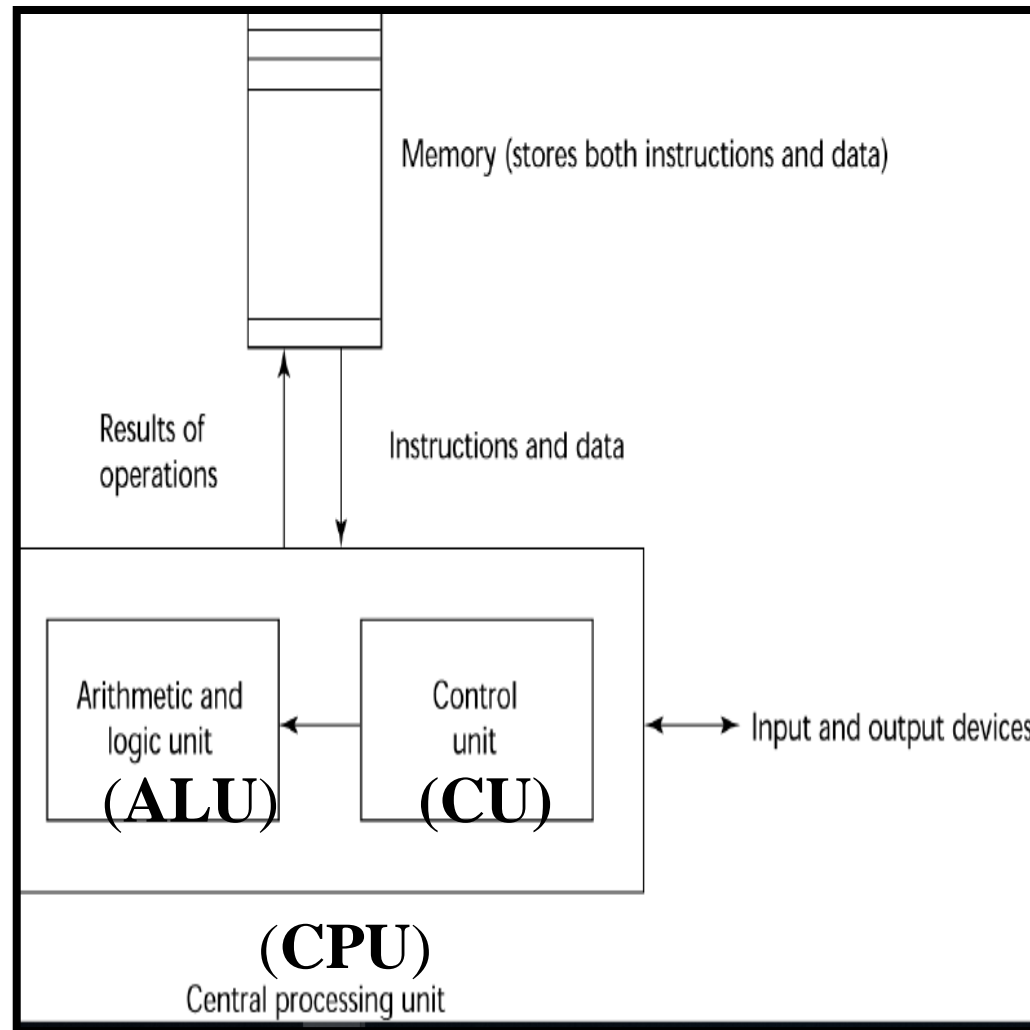 Memory (stores both instructions and data)
Results of
operations
Instructions and data
Arithmetic and
logic unit
(ALU)
Control
unit
(CU)
Input and output devices
(CPU)
Central processing unit